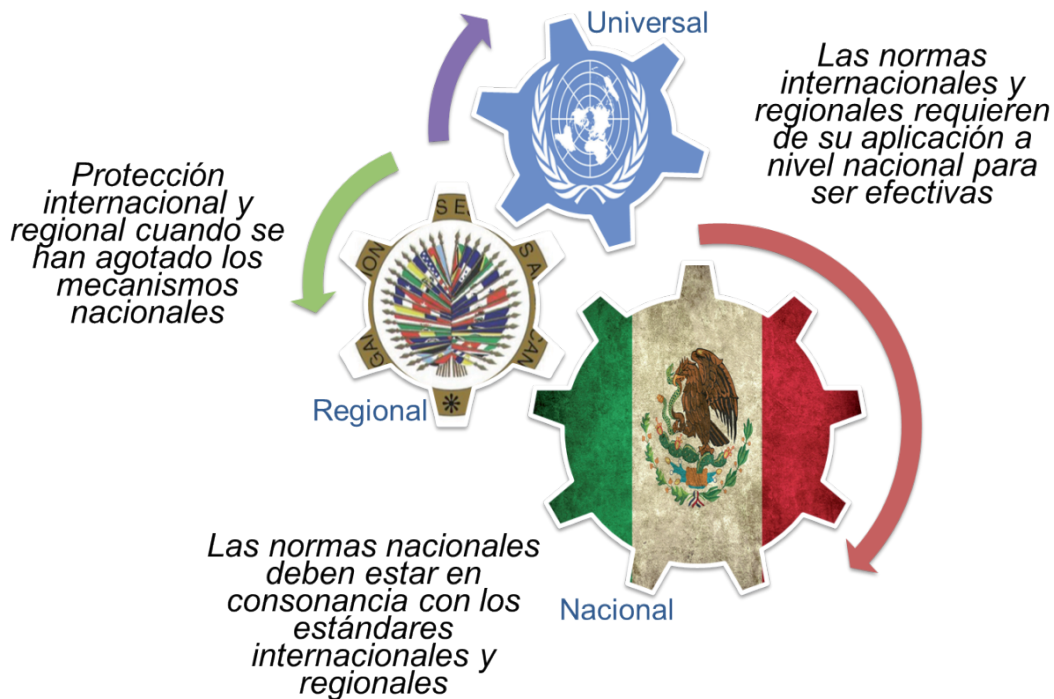 Universal
Las normas
internacionales y
regionales requieren
de su aplicación a
nivel nacional para
ser efectivas
Protección
internacional y
regional cuando se
han agotado los
mecanismos
nacionales
Regional
Las normas nacionales
deben estar en
consonancia con los
estándares
internacionales y
regionales
Nacional